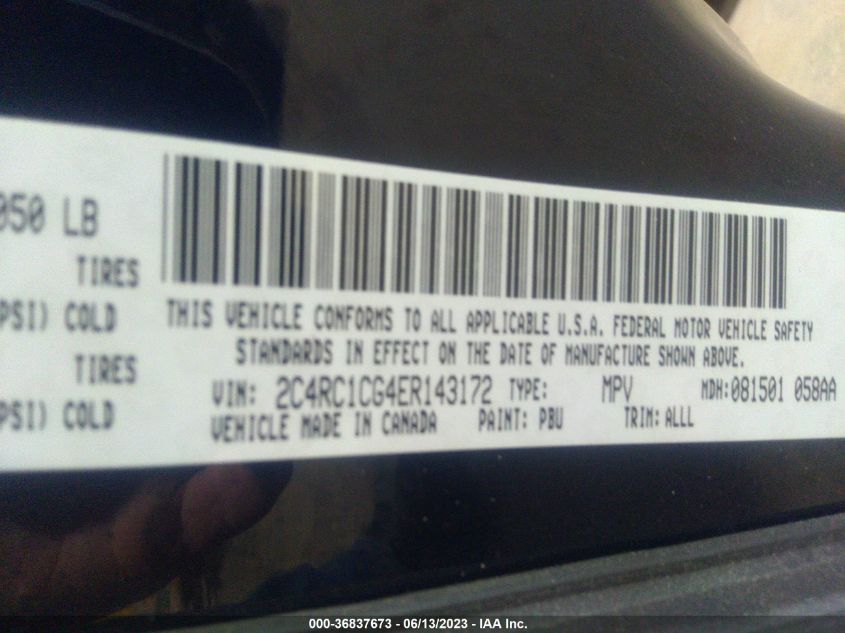 050 LB
TIRES
PSI) COLD
TIRES
PSI) COLD
THIS VEHICLE CONFORMS TO ALL APPLICABLE U.S.A. FEDERAL MOTOR VEHICLE SAFETY
STANDARDS IN EFFECT ON THE DATE OF MANUFACTURE SHOWN ABOVE.
VIN: 2C4RC1CG4ER143172 TYPE: MPV MDH:081501 058AA
VEHICLE MADE IN CANADA PAINT: PBU TRIM: ALLL
000-36837673 - 06/13/2023 - IAA Inc.